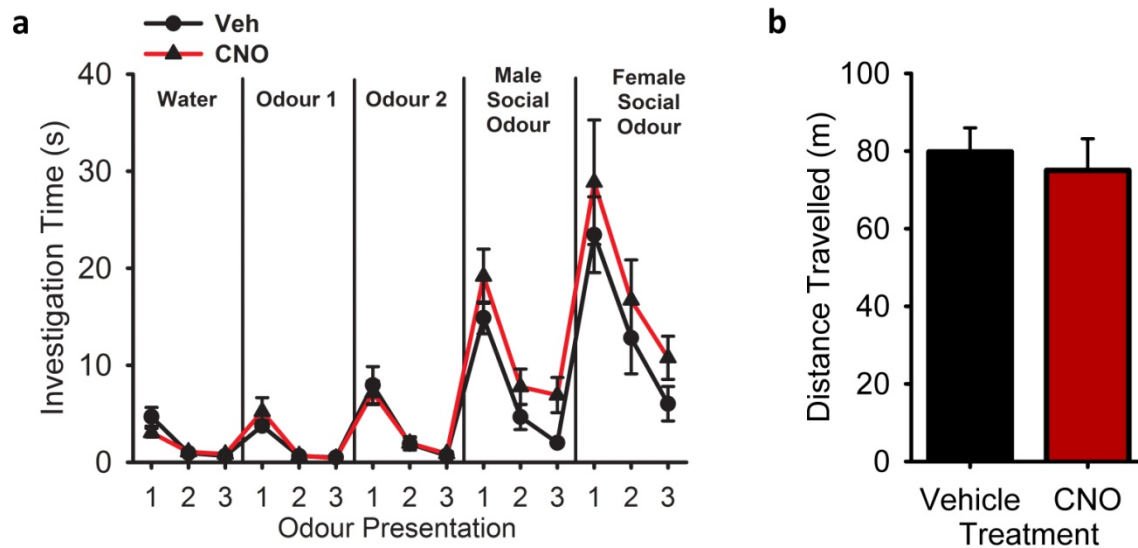 a
Veh
CNO
Investigation Time (s)
40
30
20
10
0
Water
Odour 1
Odour 2
Male
Social
Odour
Female
Social
Odour
1 2 3 1 2 3 1 2 3 1 2 3 1 2 3
Odour Presentation
b
Distance Travelled (m)
100
80
60
40
20
0
Vehicle CNO
Treatment